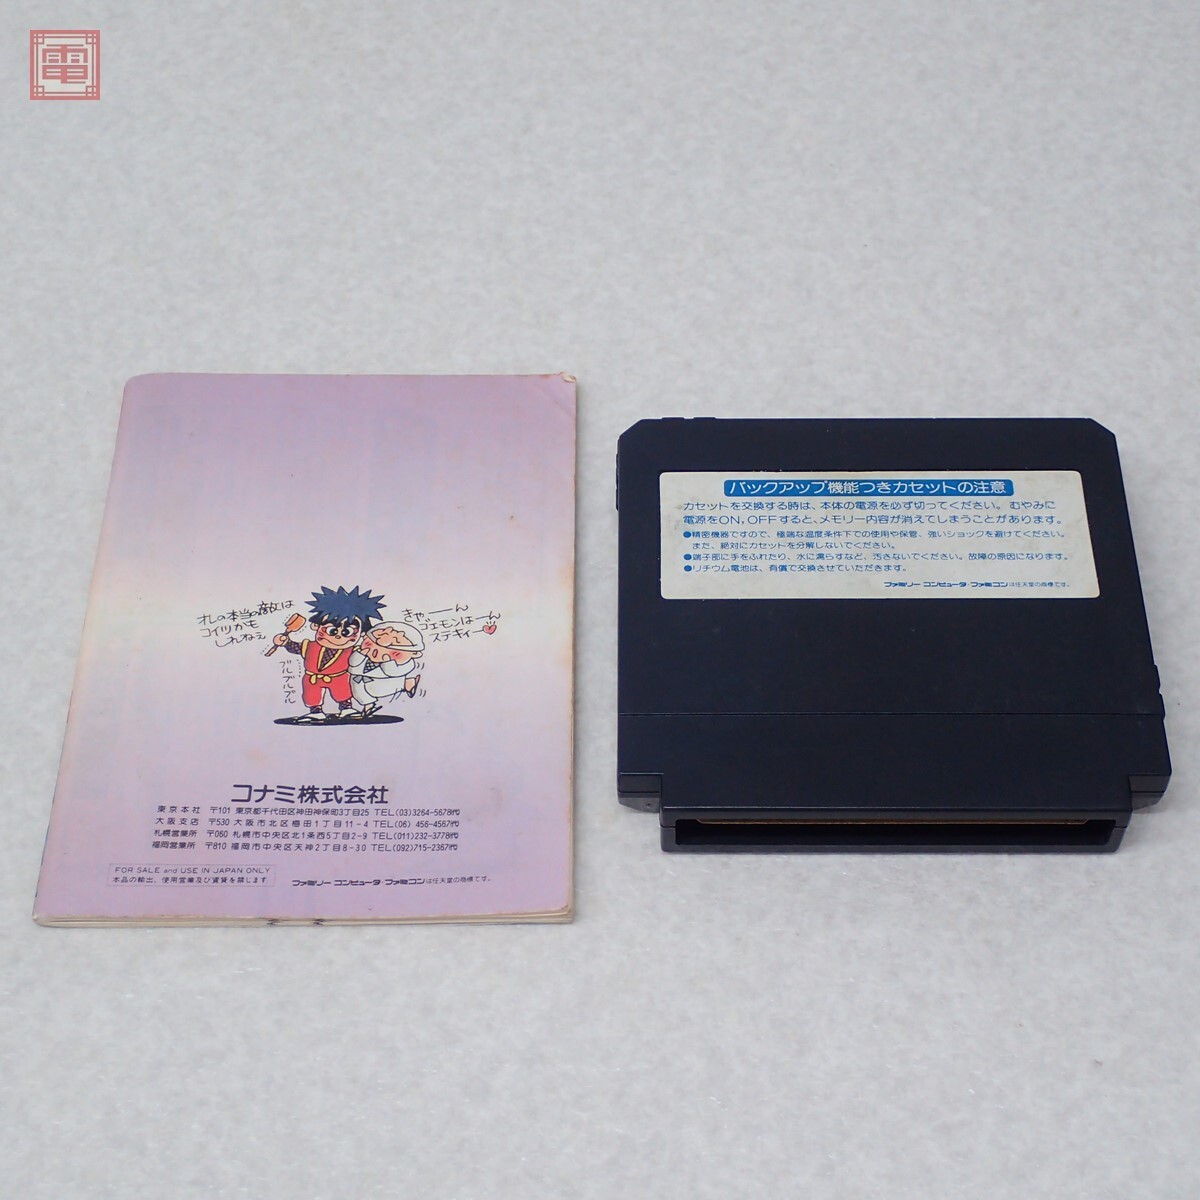 電
オレの本当の敵は
コイツかも
しれねぇ
きゃーーん
ゴエモンはーん
ステキィー
ブルブルブル
コナミ株式会社
東京本社 〒101 東京都千代田区神田神保町3丁目25 TEL(03)3264-5678㈹
大阪支店 〒530 大阪市北区梅田1丁目11-4 TEL(06) 456-4567㈹
札幌営業所 〒060 札幌市中央区北1条西5丁目2-9 TEL(011)232-3778㈹
福岡営業所 〒810 福岡市中央区天神2丁目8-30 TEL(092)715-2367㈹
FOR SALE and USE IN JAPAN ONLY
本品の輸出、使用営業及び賃貸を禁じます。
ファミリーコンピュータ・ファミコンは任天堂の商標です。
バックアップ機能つきカセットの注意
カセットを交換する時は、本体の電源を必ず切ってください。むやみに
電源をON,OFFすると、メモリー内容が消えてしまうことがあります。
●精密機器ですので、極端な温度条件下での使用や保管、強いショックを避けてください。
また、絶対にカセットを分解しないでください。
●端子部に手をふれたり、水に濡らすなど、汚さないでください。故障の原因になります。
●リチウム電池は、有償で交換させていただきます。
ファミリーコンピュータ・ファミコンは任天堂の商標です。